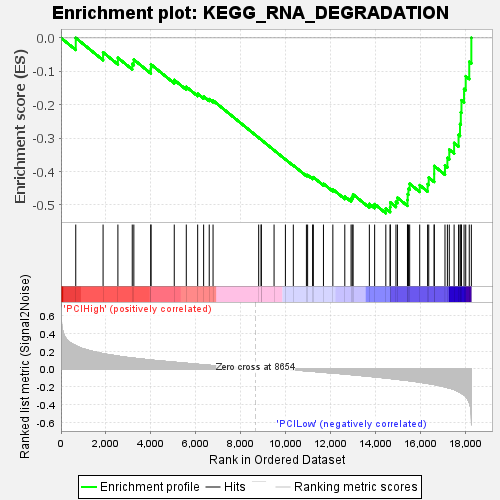 Enrichment plot: KEGG_RNA_DEGRADATION
Enrichment score (ES)
0.0
-0.1
-0.2
-0.3
-0.4
-0.5
'PCIHigh' (positively correlated)
Ranked list metric (Signal2Noise)
0.6
0.4
0.2
0.0
-0.2
-0.4
-0.6
Zero cross at 8654
'PCILow' (negatively correlated)
0 2,000 4,000 6,000 8,000 10,000 12,000 14,000 16,000 18,000
Rank in Ordered Dataset
Enrichment profile Hits Ranking metric scores